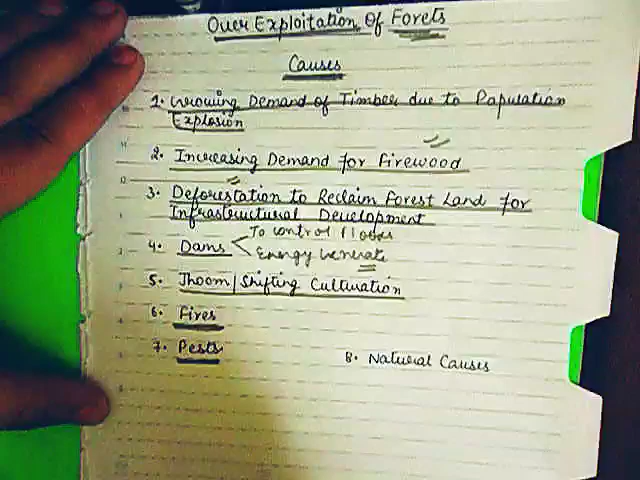 Over Exploitation Of Forets
Causes
1. Growing Demand of Timber due to Papulation
Explosion
2. Increasing Demand for Firewood
3. Deforestation to Reclaim Forest Land for
Infrastructural Development
4. Dams To control floods
Energy Generate
5. Jhoom/Shifting Cultivation
6. Fires
7. Pests
8. Natural Causes